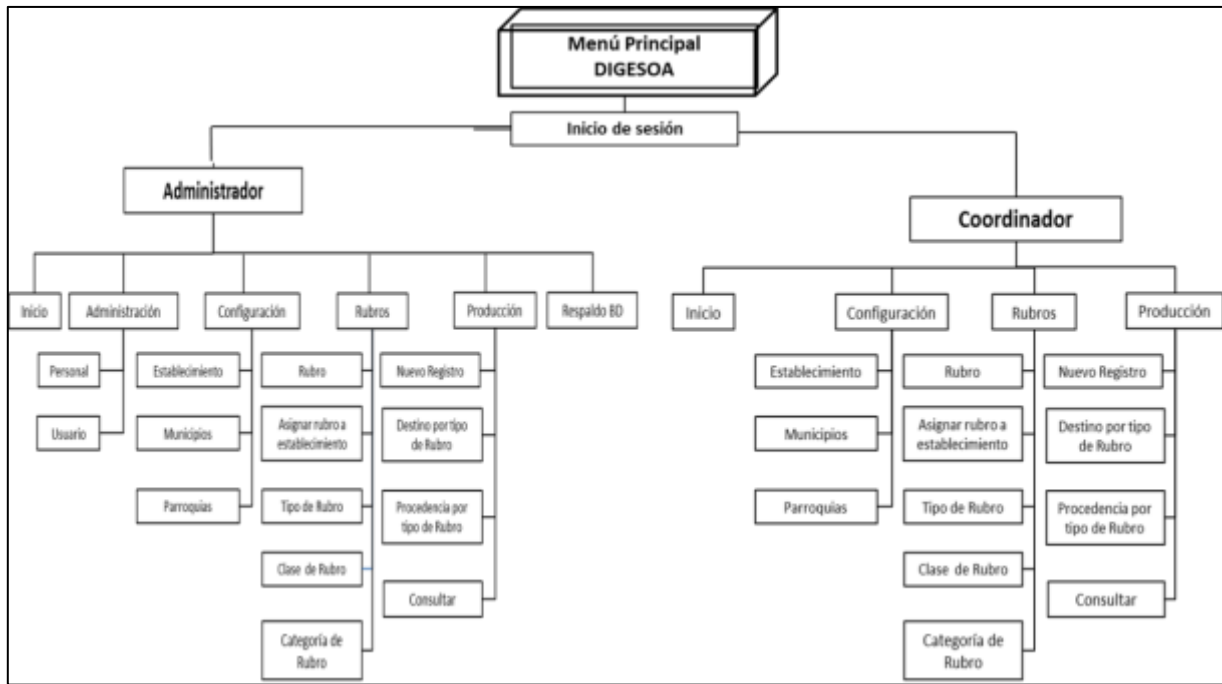 Menú Principal
DIGESOA
Inicio de sesión
Administrador
Coordinador
Inicio
Administración
Configuración
Rubros
Producción
Respaldo BD
Personal
Usuario
Establecimiento
Municipios
Parroquias
Rubro
Asignar rubro a
establecimiento
Tipo de Rubro
Clase de Rubro
Categoría de
Rubro
Nuevo Registro
Destino por tipo
de Rubro
Procedencia por
tipo de Rubro
Consultar
Inicio
Configuración
Rubros
Producción
Establecimiento
Municipios
Parroquias
Rubro
Asignar rubro a
establecimiento
Tipo de Rubro
Clase de Rubro
Categoría de
Rubro
Nuevo Registro
Destino por tipo
de Rubro
Procedencia por
tipo de Rubro
Consultar